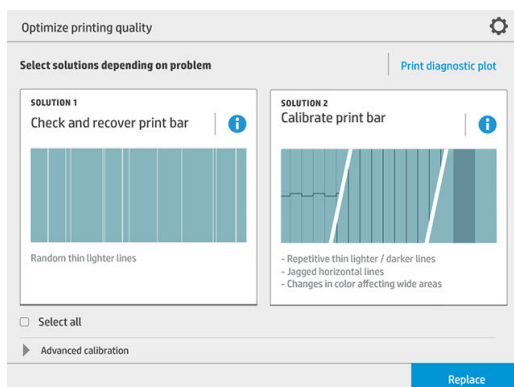 Optimize printing quality
Select solutions depending on problem
Print diagnostic plot
SOLUTION 1
Check and recover print bar
Random thin lighter lines
SOLUTION 2
Calibrate print bar
- Repetitive thin lighter / darker lines
- Jagged horizontal lines
- Changes in color affecting wide areas
Select all
Advanced calibration
Replace